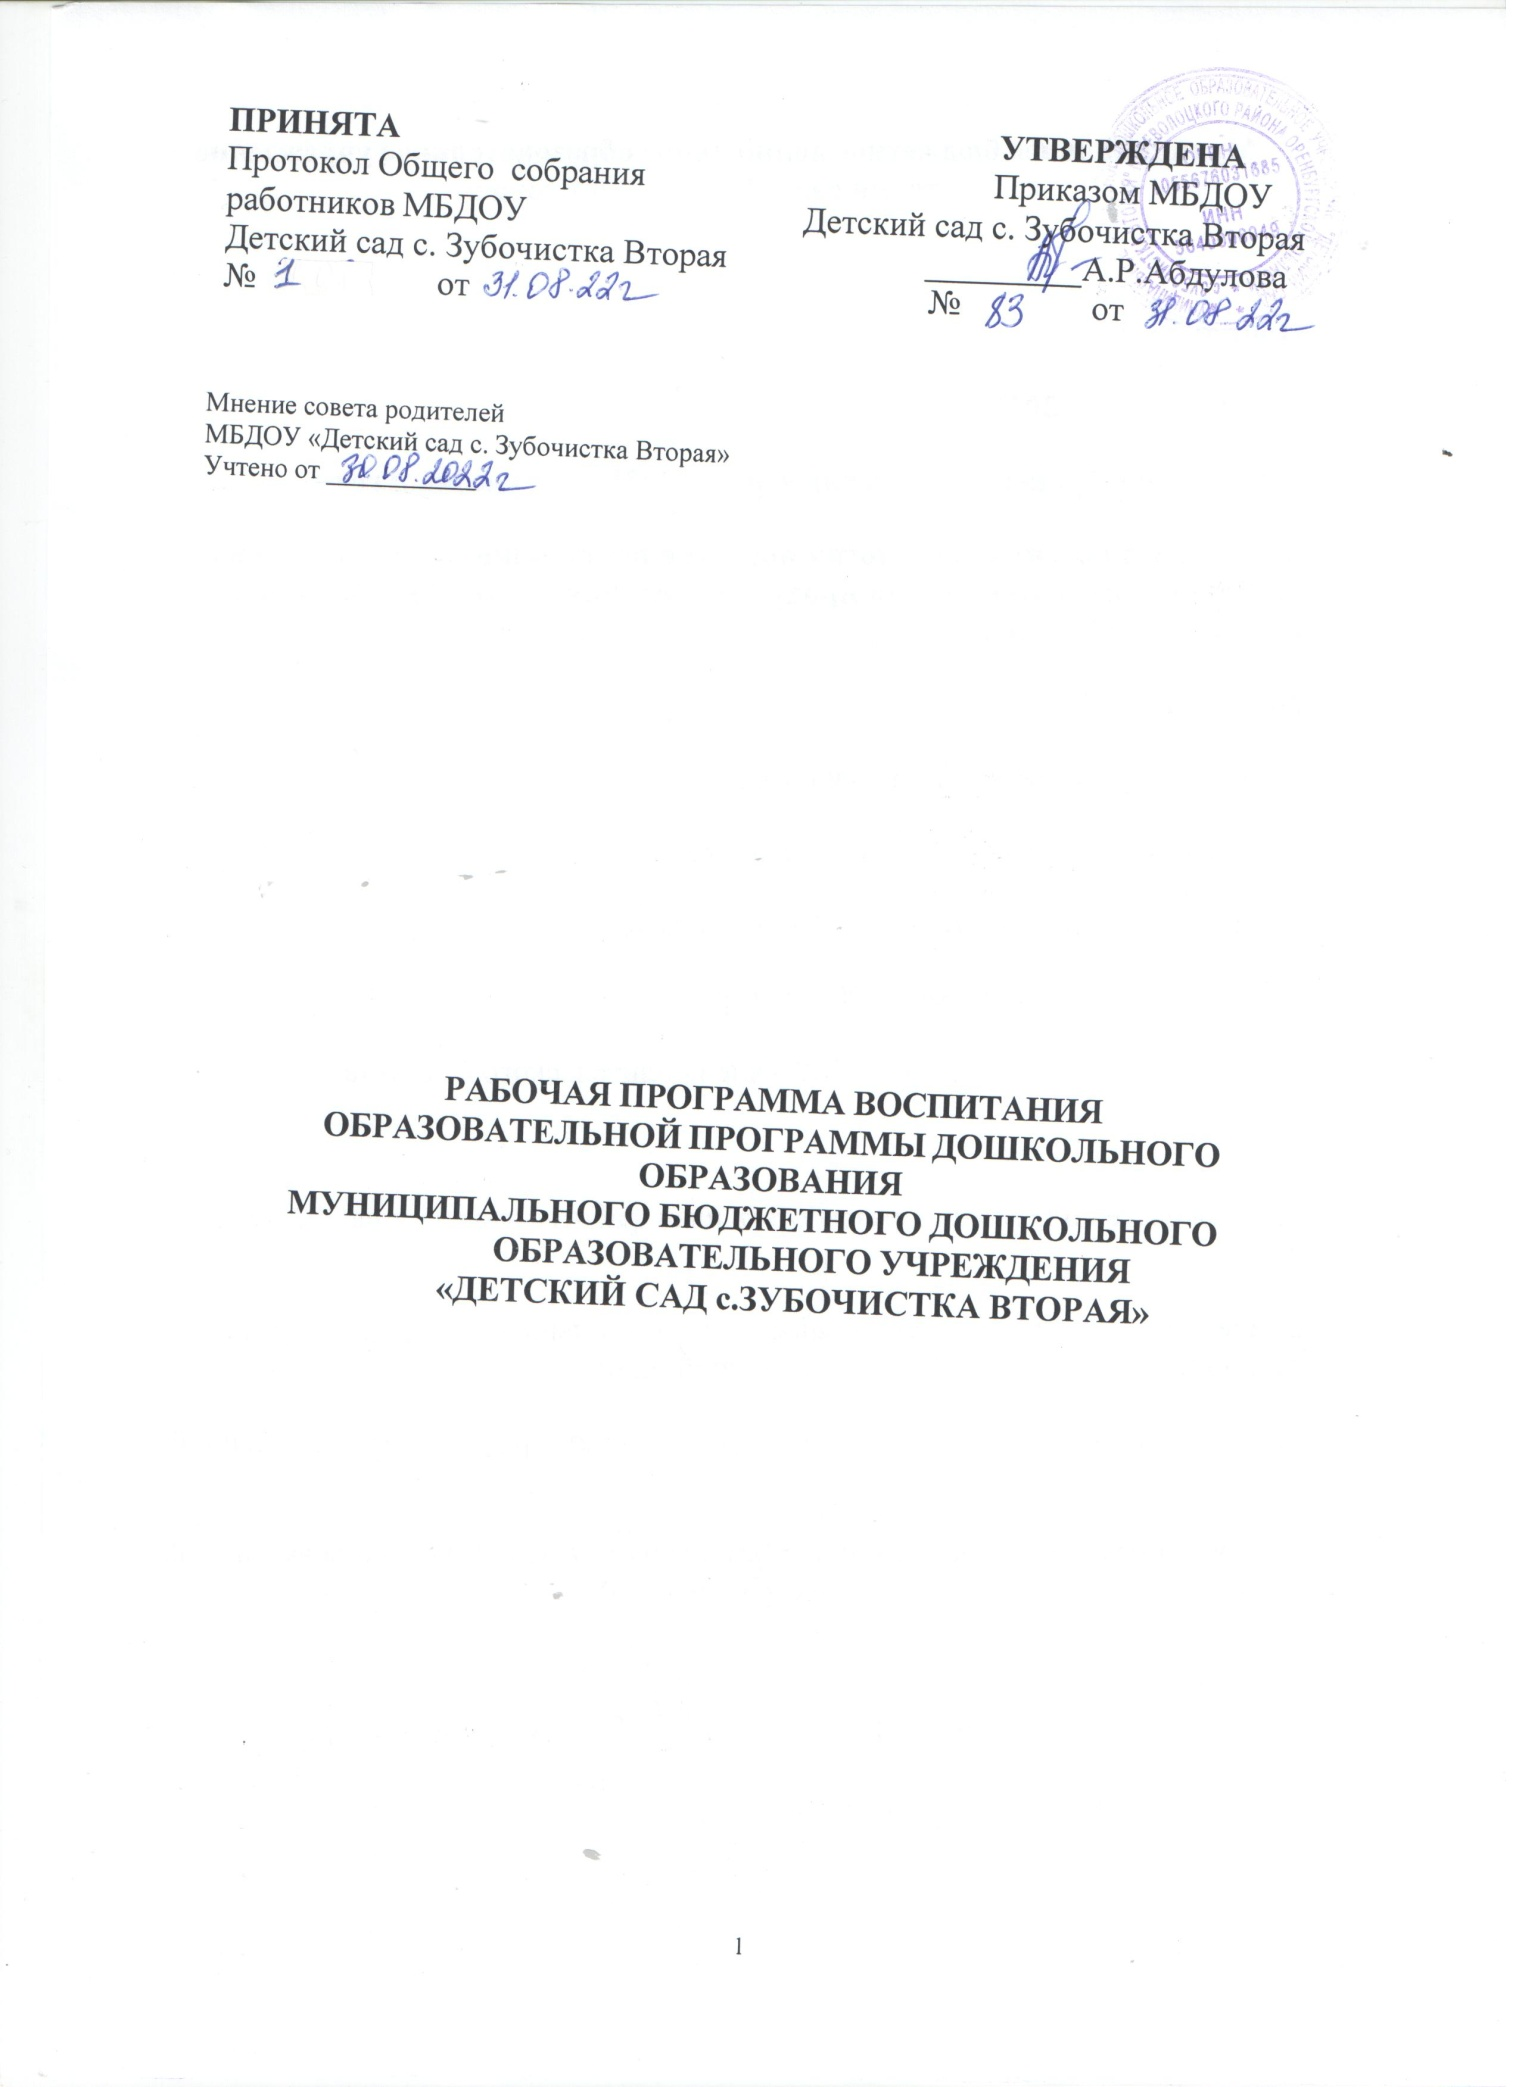 ПРИНЯТА
Протокол Общего собрания
работников МБДОУ
Детский сад с. Зубочистка Вторая
№ 1 от 31.08.22г
УТВЕРЖДЕНА
Приказом МБДОУ
Детский сад с. Зубочистка Вторая
____________А.Р.Абдулова
№ 83 от 31.08.22г
ИНН
Мнение совета родителей
МБДОУ «Детский сад с. Зубочистка Вторая»
Учтено от 30.08.2022г
РАБОЧАЯ ПРОГРАММА ВОСПИТАНИЯ
ОБРАЗОВАТЕЛЬНОЙ ПРОГРАММЫ ДОШКОЛЬНОГО
ОБРАЗОВАНИЯ
МУНИЦИПАЛЬНОГО БЮДЖЕТНОГО ДОШКОЛЬНОГО
ОБРАЗОВАТЕЛЬНОГО УЧРЕЖДЕНИЯ
«ДЕТСКИЙ САД с.ЗУБОЧИСТКА ВТОРАЯ»
1